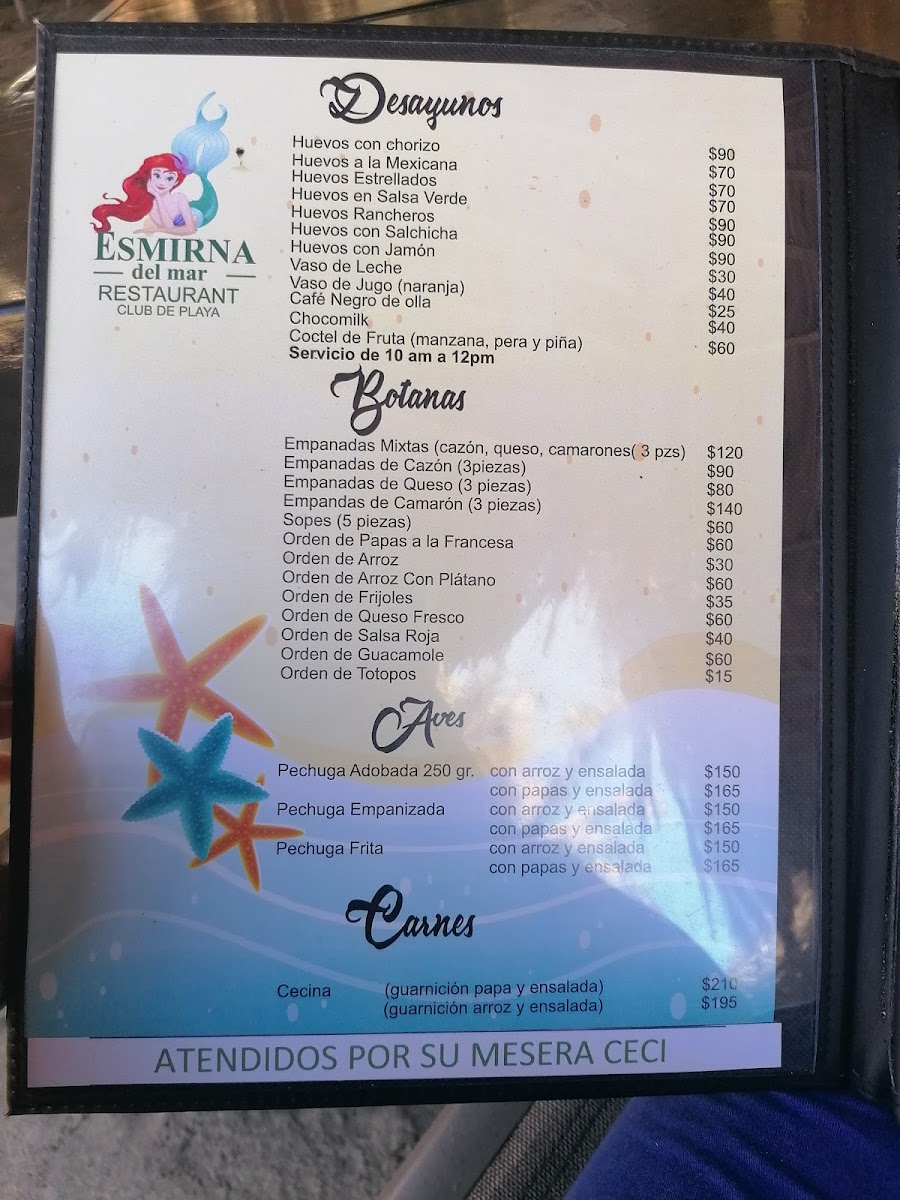 Desayunos
Huevos con chorizo $90
Huevos a la Mexicana $70
Huevos Estrellados $70
Huevos en Salsa Verde $70
Huevos Rancheros $90
Huevos con Salchicha $90
Huevos con Jamón $90
Vaso de Leche $30
Vaso de Jugo (naranja) $40
Café Negro de olla $25
Chocomilk $40
Coctel de Fruta (manzana, pera y piña) $60
Servicio de 10 am a 12pm
ESMIRNA
del mar
RESTAURANT
CLUB DE PLAYA
Botanas
Empanadas Mixtas (cazón, queso, camarones( 3 pzs) $120
Empanadas de Cazón (3piezas) $90
Empanadas de Queso (3 piezas) $80
Empandas de Camarón (3 piezas) $140
Sopes (5 piezas) $60
Orden de Papas a la Francesa $60
Orden de Arroz $30
Orden de Arroz Con Plátano $60
Orden de Frijoles $35
Orden de Queso Fresco $60
Orden de Salsa Roja $40
Orden de Guacamole $60
Orden de Totopos $15
Aves
Pechuga Adobada 250 gr. con arroz y ensalada $150
con papas y ensalada $165
Pechuga Empanizada con arroz y ensalada $150
con papas y ensalada $165
Pechuga Frita con arroz y ensalada $150
con papas y ensalada $165
Carnes
Cecina (guarnición papa y ensalada) $210
(guarnición arroz y ensalada) $195
ATENDIDOS POR SU MESERA CECI